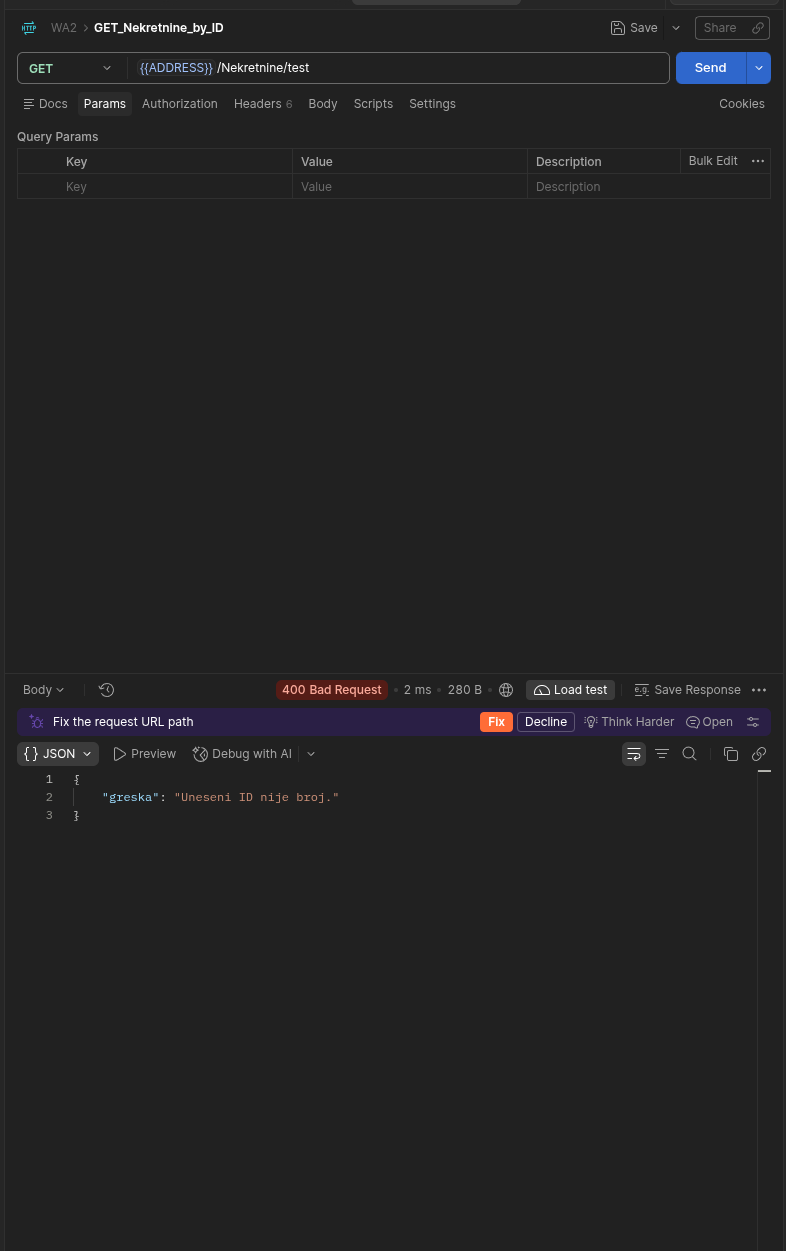 HTTP WA2 > GET_Nekretnine_by_ID Save Share
GET {{ADDRESS}} /Nekretnine/test Send
Docs Params Authorization Headers 6 Body Scripts Settings Cookies
Query Params
Key Value Description Bulk Edit ...
Key Value Description
Body 400 Bad Request • 2 ms • 280 B • Load test e.g. Save Response ...
Fix the request URL path Fix Decline Think Harder Open
{ } JSON Preview Debug with AI
1 {
2 "greska": "Uneseni ID nije broj."
3 }